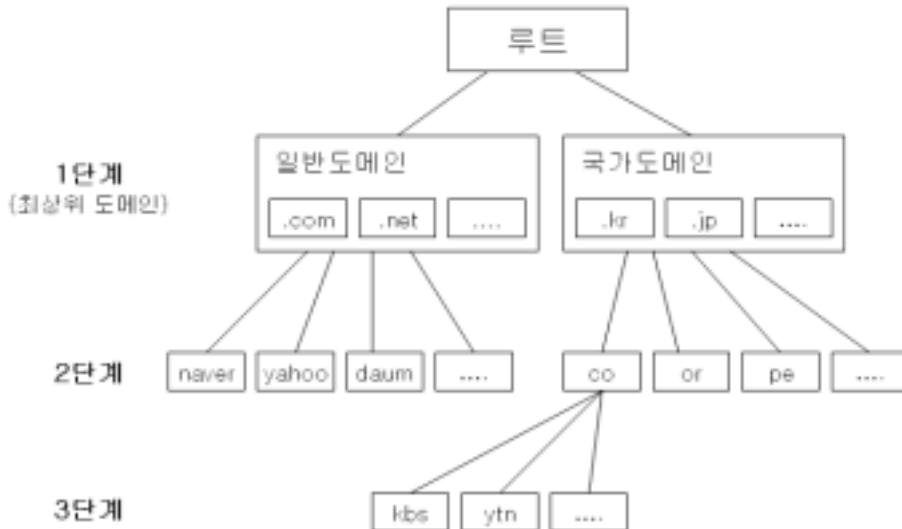 루트
일반도메인
국가도메인
1단계
(최상위 도메인)
.com .net ....
.kr .jp ....
2단계
naver yahoo daum ....
co or pe ....
3단계
kbs ytn ....